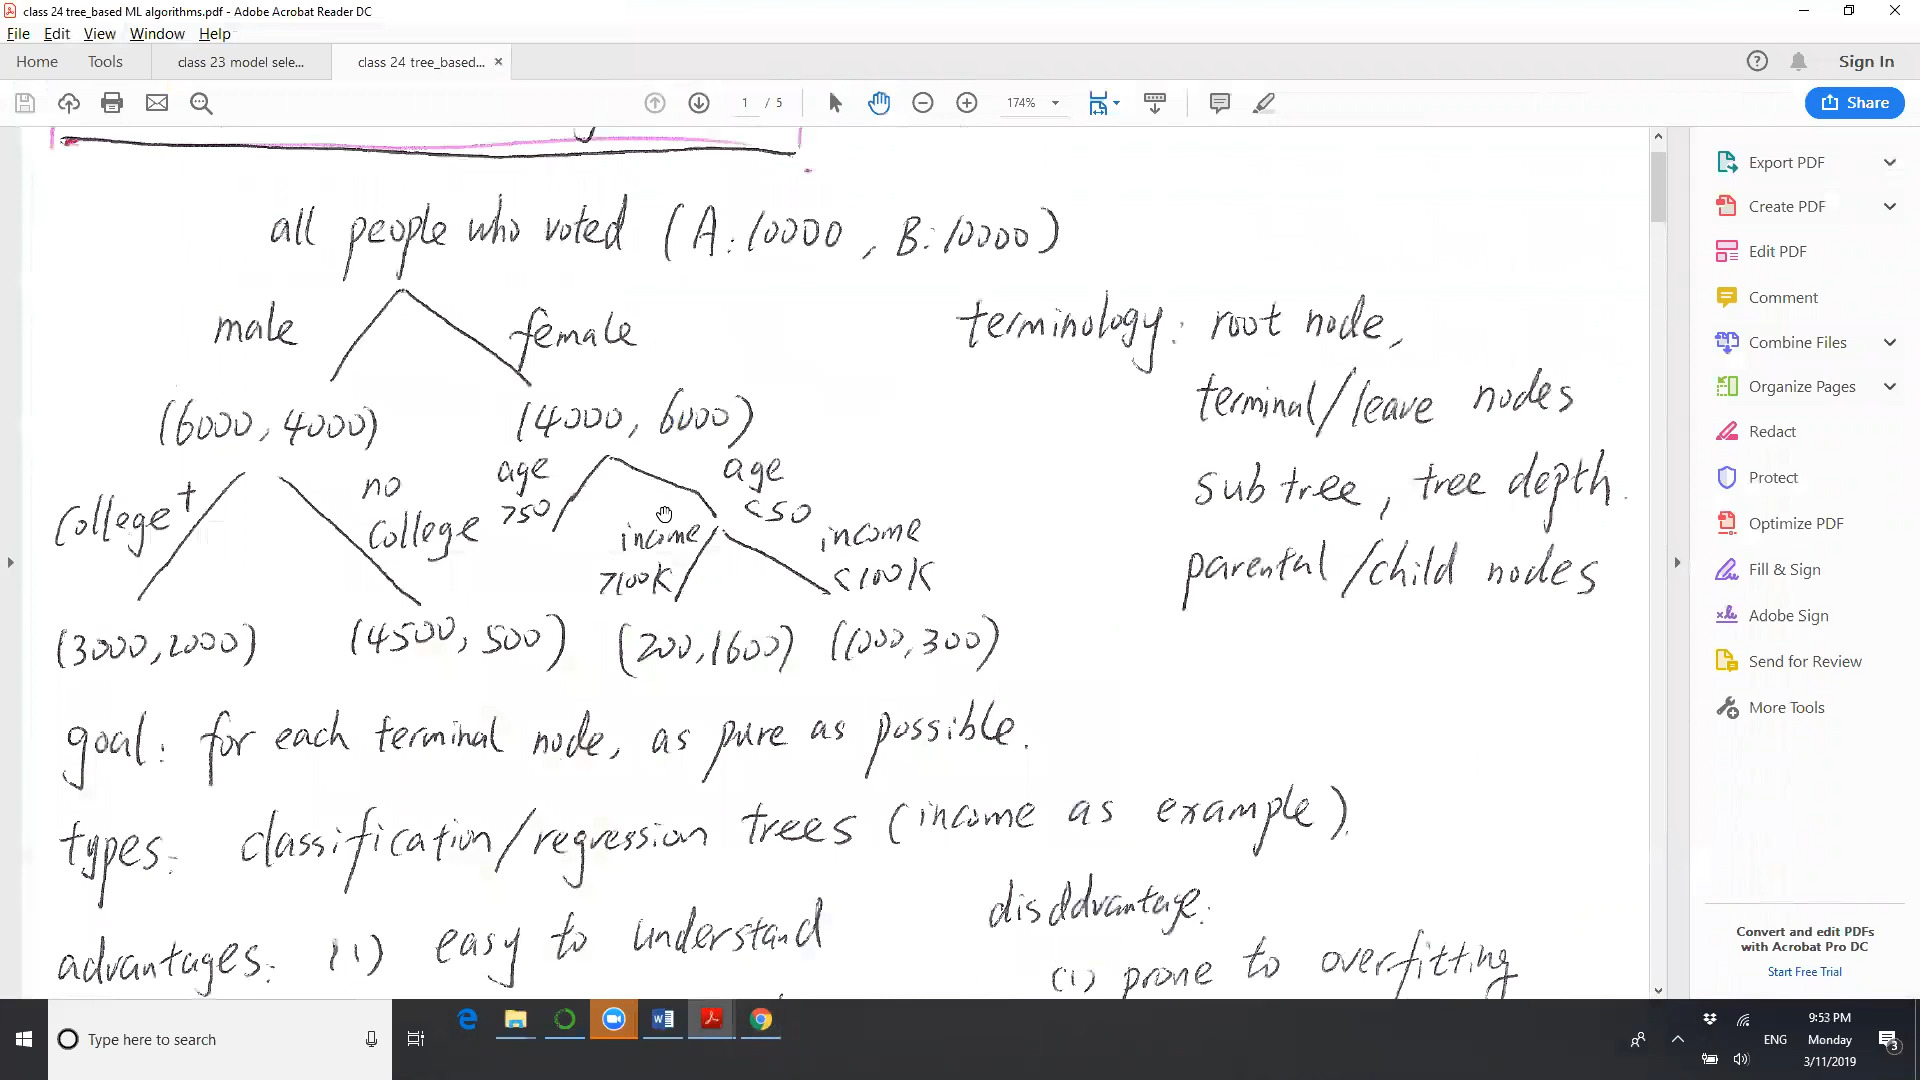 class 24 tree_based ML algorithms.pdf - Adobe Acrobat Reader DC
File Edit View Window Help
Home Tools class 23 model sele... class 24 tree_based... × Sign In
1 / 5 174% Share
all people who voted (A:10000, B:10000)
male female
(6000, 4000) (4000, 6000)
terminology: root node,
terminal/leave nodes
sub tree, tree depth.
parental/child nodes
College+ no college age >50 age <50
income >100K income <100K
(3000,2000) (4500, 500) (200,1600) (1000,300)
goal: for each terminal node, as pure as possible.
types: classification/regression trees (income as example).
disddvantage:
advantages: (1) easy to understand
(1) prone to overfitting
Export PDF
Create PDF
Edit PDF
Comment
Combine Files
Organize Pages
Redact
Protect
Optimize PDF
Fill & Sign
Adobe Sign
Send for Review
More Tools
Convert and edit PDFs
with Acrobat Pro DC
Start Free Trial
Type here to search
ENG
9:53 PM
Monday
3/11/2019
3